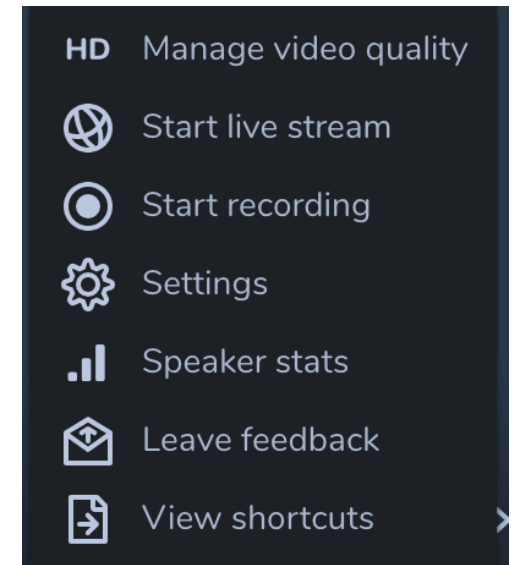 HD Manage video quality
Start live stream
Start recording
Settings
Speaker stats
Leave feedback
View shortcuts